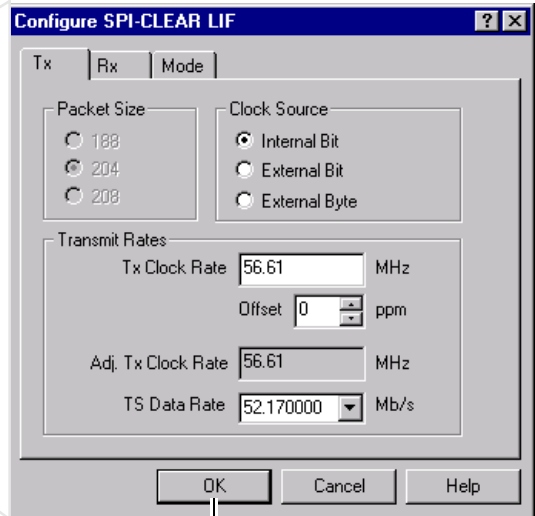 Configure SPI-CLEAR LIF
Tx Rx Mode
Packet Size
188
204
208
Clock Source
Internal Bit
External Bit
External Byte
Transmit Rates
Tx Clock Rate 56.61 MHz
Offset 0 ppm
Adj. Tx Clock Rate 56.61 MHz
TS Data Rate 52.170000 Mb/s
OK Cancel Help